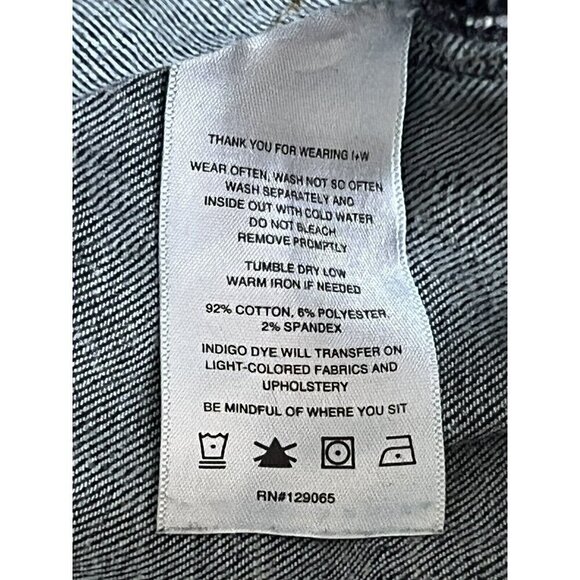 THANK YOU FOR WEARING I+W
WEAR OFTEN, WASH NOT SO OFTEN
WASH SEPARATELY AND
INSIDE OUT WITH COLD WATER
DO NOT BLEACH
REMOVE PROMPTLY
TUMBLE DRY LOW
WARM IRON IF NEEDED
92% COTTON, 6% POLYESTER
2% SPANDEX
INDIGO DYE WILL TRANSFER ON
LIGHT-COLORED FABRICS AND
UPHOLSTERY
BE MINDFUL OF WHERE YOU SIT
RN#129065